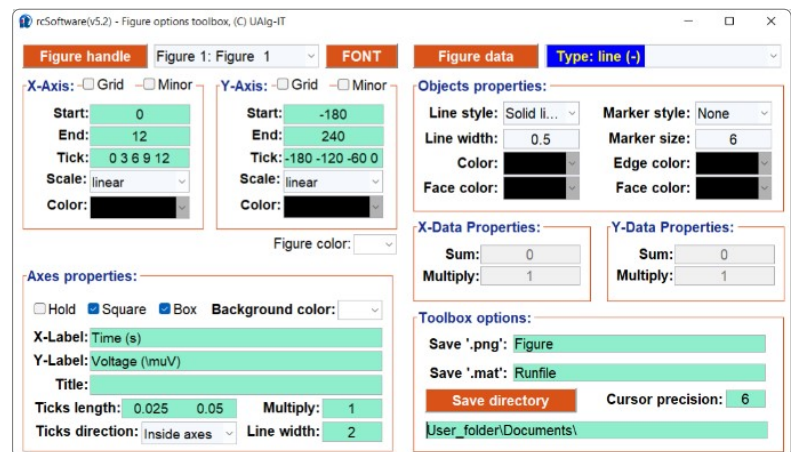 rcSoftware(v5.2) - Figure options toolbox, (C) UAlg-IT
Figure handle Figure 1: Figure 1 FONT Figure data Type: line (-)
X-Axis: Grid Minor Y-Axis: Grid Minor Objects properties:
Start: 0 Start: -180 Line style: Solid li... Marker style: None
End: 12 End: 240 Line width: 0.5 Marker size: 6
Tick: 0 3 6 9 12 Tick: -180 -120 -60 0 Color: Edge color:
Scale: linear Scale: linear Face color: Face color:
Color: Color:
X-Data Properties: Y-Data Properties:
Figure color: Sum: 0 Sum: 0
Axes properties: Multiply: 1 Multiply: 1
Hold Square Box Background color: Toolbox options:
X-Label: Time (s) Save '.png': Figure
Y-Label: Voltage (\muV) Save '.mat': Runfile
Title:
Ticks length: 0.025 0.05 Multiply: 1 Save directory Cursor precision: 6
Ticks direction: Inside axes Line width: 2 User_folder\Documents\